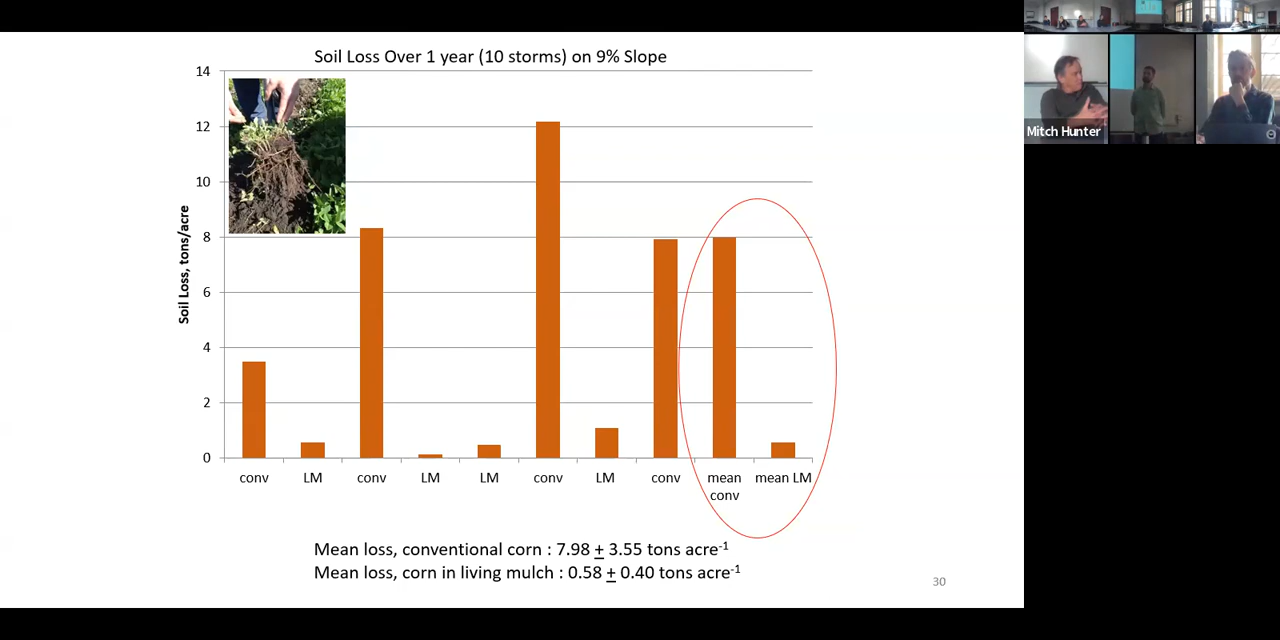 Soil Loss Over 1 year (10 storms) on 9% Slope
14
12
10
8
6
4
2
0
Soil Loss, tons/acre
conv LM conv LM LM conv LM conv mean conv mean LM
Mean loss, conventional corn : 7.98 ± 3.55 tons acre⁻¹
Mean loss, corn in living mulch : 0.58 ± 0.40 tons acre⁻¹
30
Mitch Hunter